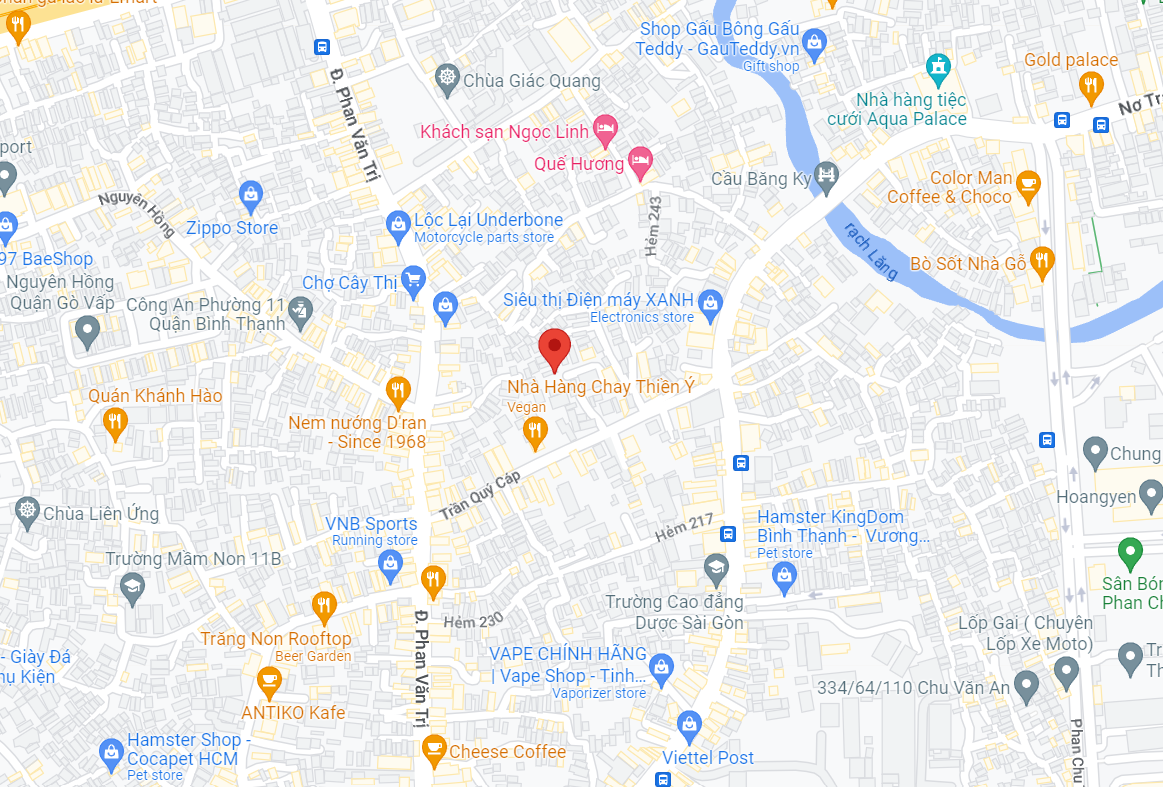 Shop Gấu Bông Gấu
Teddy - GauTeddy.vn
Gift shop
Đ. Phan Văn Trị
Chùa Giác Quang
Gold palace
Nhà hàng tiệc
cưới Aqua Palace
Khách sạn Ngọc Linh
Quế Hương
Cầu Băng Ky
Color Man
Coffee & Choco
port
Nguyên Hồng
Zippo Store
Lộc Lại Underbone
Motorcycle parts store
Hẻm 243
rạch Lăng
Bò Sốt Nhà Gỗ
97 BaeShop
Nguyên Hồng
Quận Gò Vấp
Chợ Cây Thị
Công An Phường 11
Quận Bình Thạnh
Siêu thị Điện máy XANH
Electronics store
Nhà Hàng Chay Thiền Ý
Vegan
Quán Khánh Hào
Nem nướng D'ran
- Since 1968
Chung
Hoangyen
Trần Quý Cáp
Chùa Liên Ứng
VNB Sports
Running store
Hẻm 217
Hamster KingDom
Bình Thạnh - Vương...
Pet store
Trường Mầm Non 11B
Sân Bón
Phan Ch
Trường Cao đẳng
Dược Sài Gòn
Hẻm 230
Đ. Phan Văn Trị
Trăng Non Rooftop
Beer Garden
Lốp Gai ( Chuyên
Lốp Xe Moto)
- Giày Dá
VAPE CHÍNH HÃNG
| Vape Shop - Tinh...
Vaporizer store
334/64/110 Chu Văn An
ANTIKO Kafe
Hamster Shop -
Cocapet HCM
Pet store
Cheese Coffee
Viettel Post
Phan Chu